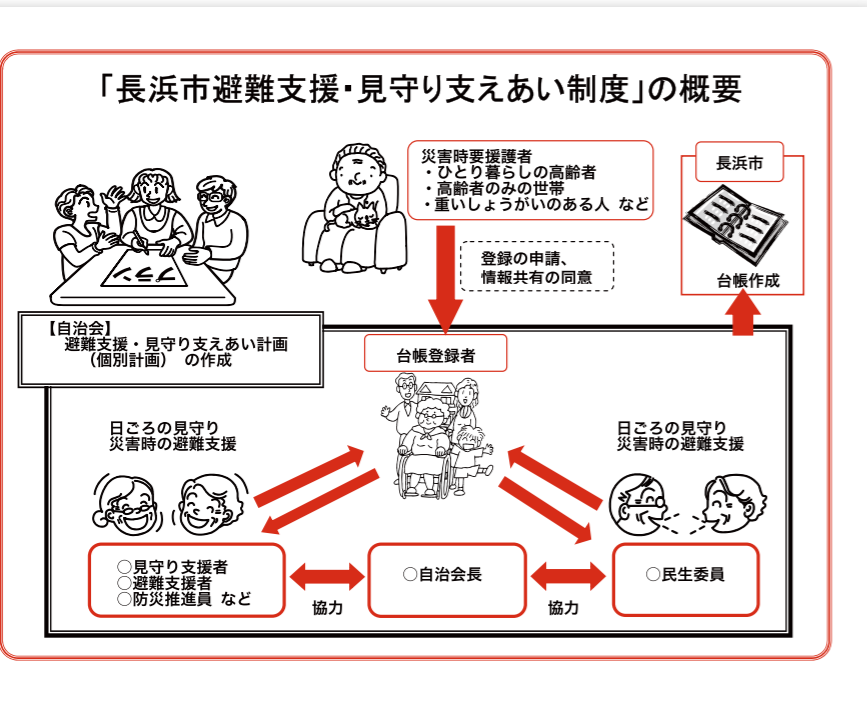 「長浜市避難支援・見守り支えあい制度」の概要
災害時要援護者
・ひとり暮らしの高齢者
・高齢者のみの世帯
・重いしょうがいのある人 など
長浜市
台帳作成
登録の申請、
情報共有の同意
プラン
【自治会】
避難支援・見守り支えあい計画
（個別計画） の作成
台帳登録者
日ごろの見守り
災害時の避難支援
日ごろの見守り
災害時の避難支援
○見守り支援者
○避難支援者
○防災推進員 など
協力
○自治会長
協力
○民生委員